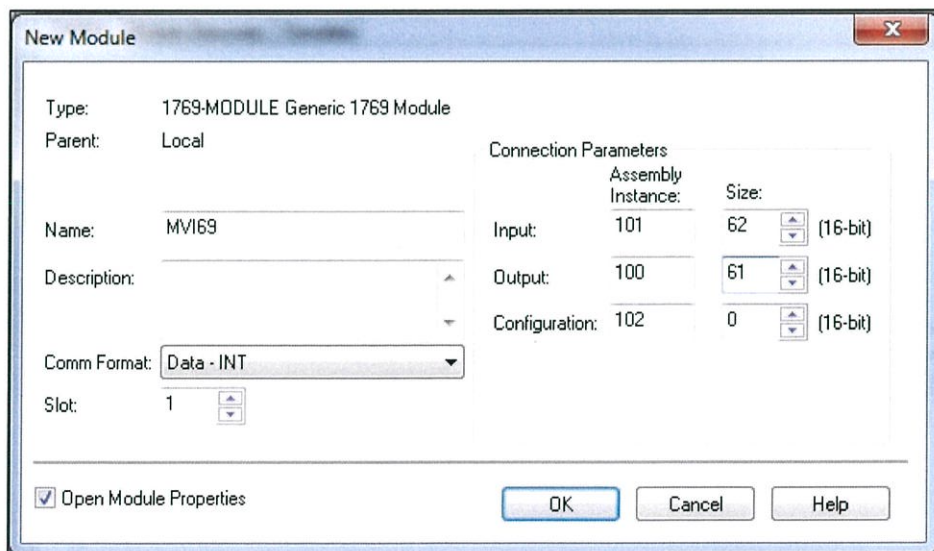 New Module
Type: 1769-MODULE Generic 1769 Module
Parent: Local
Connection Parameters
Assembly Instance: Size:
Name: MVI69
Input: 101 62 (16-bit)
Description:
Output: 100 61 (16-bit)
Configuration: 102 0 (16-bit)
Comm Format: Data - INT
Slot: 1
Open Module Properties
OK Cancel Help